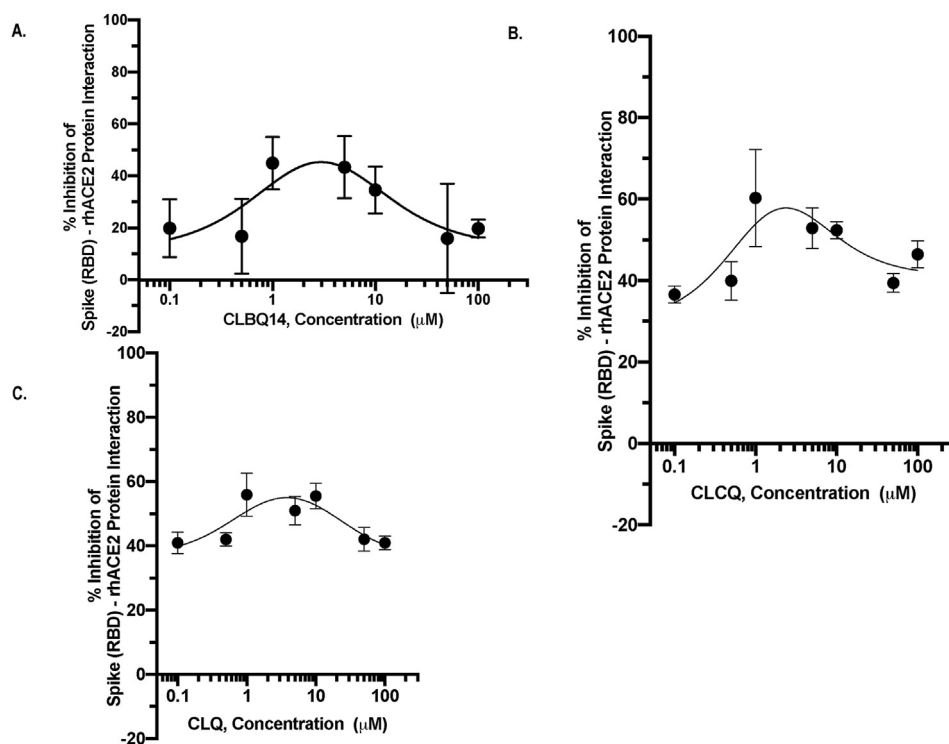 A.
% Inhibition of
Spike (RBD) - rhACE2 Protein Interaction
100
80
60
40
20
0
-20
0.1
1
10
100
CLBQ14, Concentration (μM)
B.
% Inhibition of
Spike (RBD) - rhACE2 Protein Interaction
100
80
60
40
20
0
-20
0.1
1
10
100
CLCQ, Concentration (μM)
C.
% Inhibition of
Spike (RBD) - rhACE2 Protein Interaction
100
80
60
40
20
0
-20
0.1
1
10
100
CLQ, Concentration (μM)